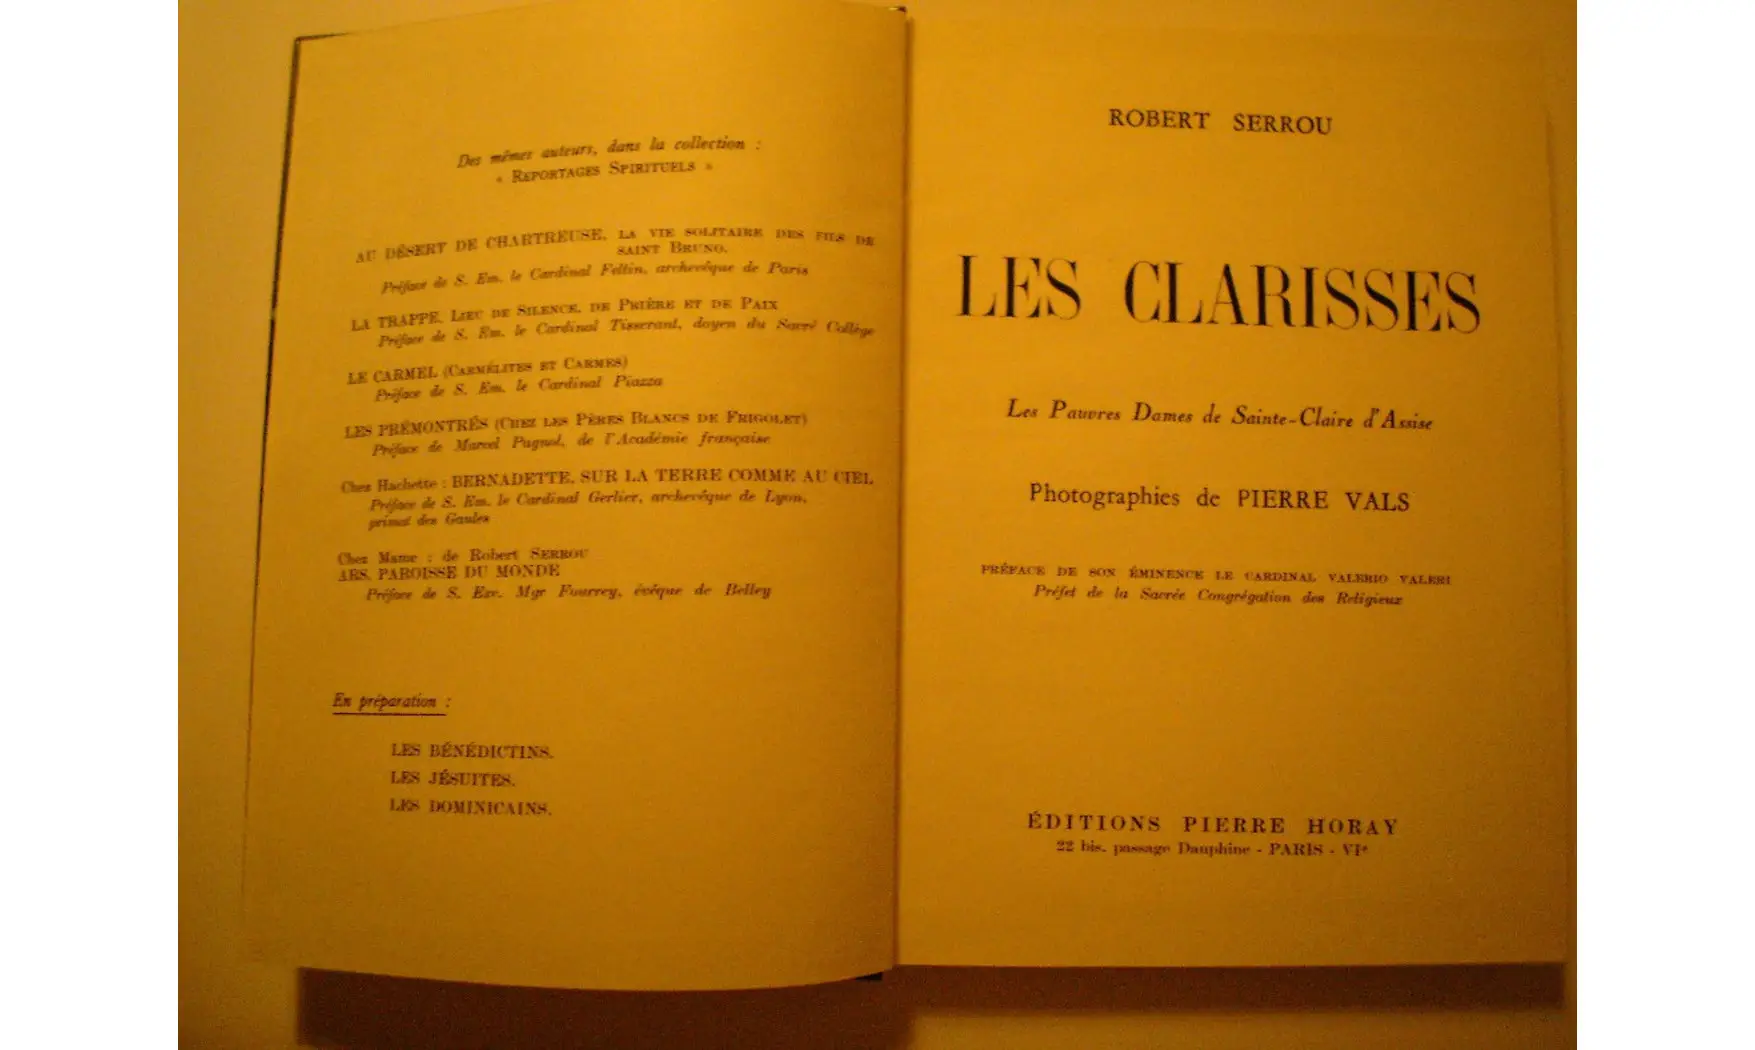 Des mêmes auteurs, dans la collection :
« REPORTAGES SPIRITUELS »
AU DÉSERT DE CHARTREUSE, LA VIE SOLITAIRE DES FILS DE
SAINT BRUNO.
Préface de S. Em. le Cardinal Feltin, archevêque de Paris
LA TRAPPE, LIEU DE SILENCE, DE PRIÈRE ET DE PAIX
Préface de S. Em. le Cardinal Tisserant, doyen du Sacré Collège
LE CARMEL (CARMÉLITES ET CARMES)
Préface de S. Em. le Cardinal Piazza
LES PRÉMONTRÉS (CHEZ LES PÈRES BLANCS DE FRIGOLET)
Préface de Marcel Pagnol, de l'Académie française
Chez Hachette : BERNADETTE, SUR LA TERRE COMME AU CIEL
Préface de S. Em. le Cardinal Gerlier, archevêque de Lyon,
primat des Gaules
Chez Mame : de Robert SERROU
ARS, PAROISSE DU MONDE
Préface de S. Exc. Mgr Fourrey, évêque de Belley
En préparation :
LES BÉNÉDICTINS.
LES JÉSUITES.
LES DOMINICAINS.
ROBERT SERROU
LES CLARISSES
Les Pauvres Dames de Sainte-Claire d'Assise
Photographies de PIERRE VALS
PRÉFACE DE SON ÉMINENCE LE CARDINAL VALERIO VALERI
Préfet de la Sacrée Congrégation des Religieux
ÉDITIONS PIERRE HORAY
22 bis, passage Dauphine - PARIS - VIe